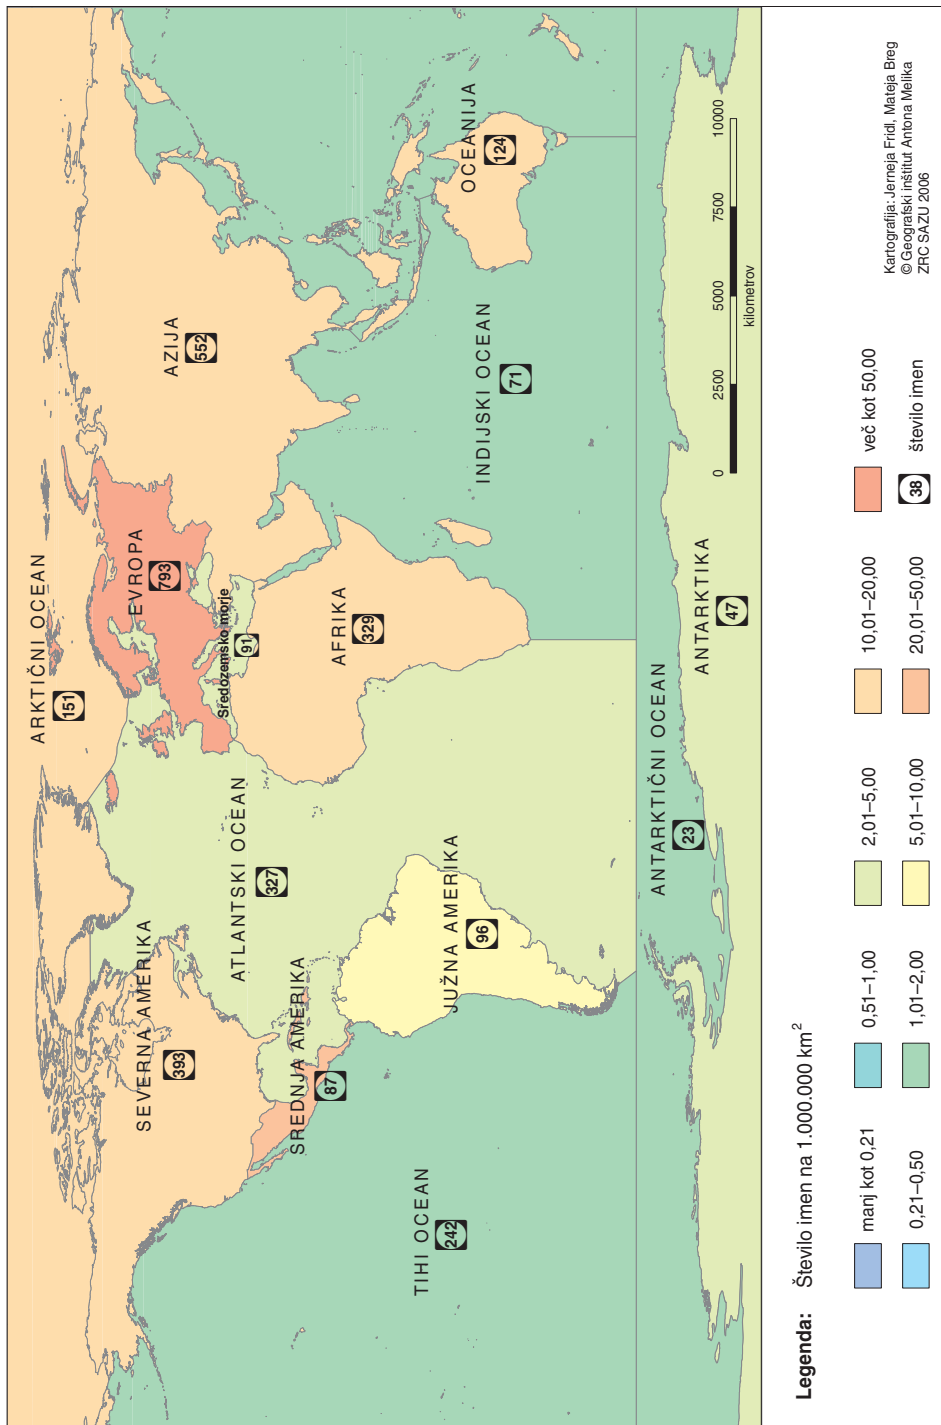 ARKTIČNI OCEAN
151
SEVERNA AMERIKA
393
EVROPA
793
AZIJA
552
Sredozemsko morje
91
ATLANTSKI OCEAN
327
SREDNJA AMERIKA
87
AFRIKA
329
TIHI OCEAN
242
JUŽNA AMERIKA
96
INDIJSKI OCEAN
71
OCEANIJA
124
ANTARKTIČNI OCEAN
23
ANTARKTIKA
47
0 2500 5000 7500 10000
kilometrov
Legenda: Število imen na 1.000.000 km²
manj kot 0,21 0,51–1,00 2,01–5,00 10,01–20,00 več kot 50,00
0,21–0,50 1,01–2,00 5,01–10,00 20,01–50,00 38 število imen
Kartografija: Jerneja Fridl, Mateja Breg
© Geografski inštitut Antona Melika
ZRC SAZU 2006